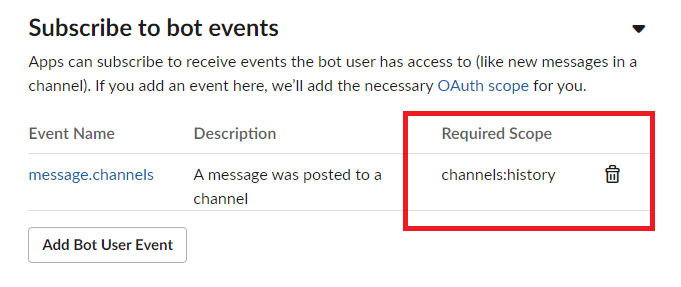 Subscribe to bot events
Apps can subscribe to receive events the bot user has access to (like new messages in a
channel). If you add an event here, we'll add the necessary OAuth scope for you.
Event Name Description Required Scope
message.channels A message was posted to a channels:history
channel
Add Bot User Event